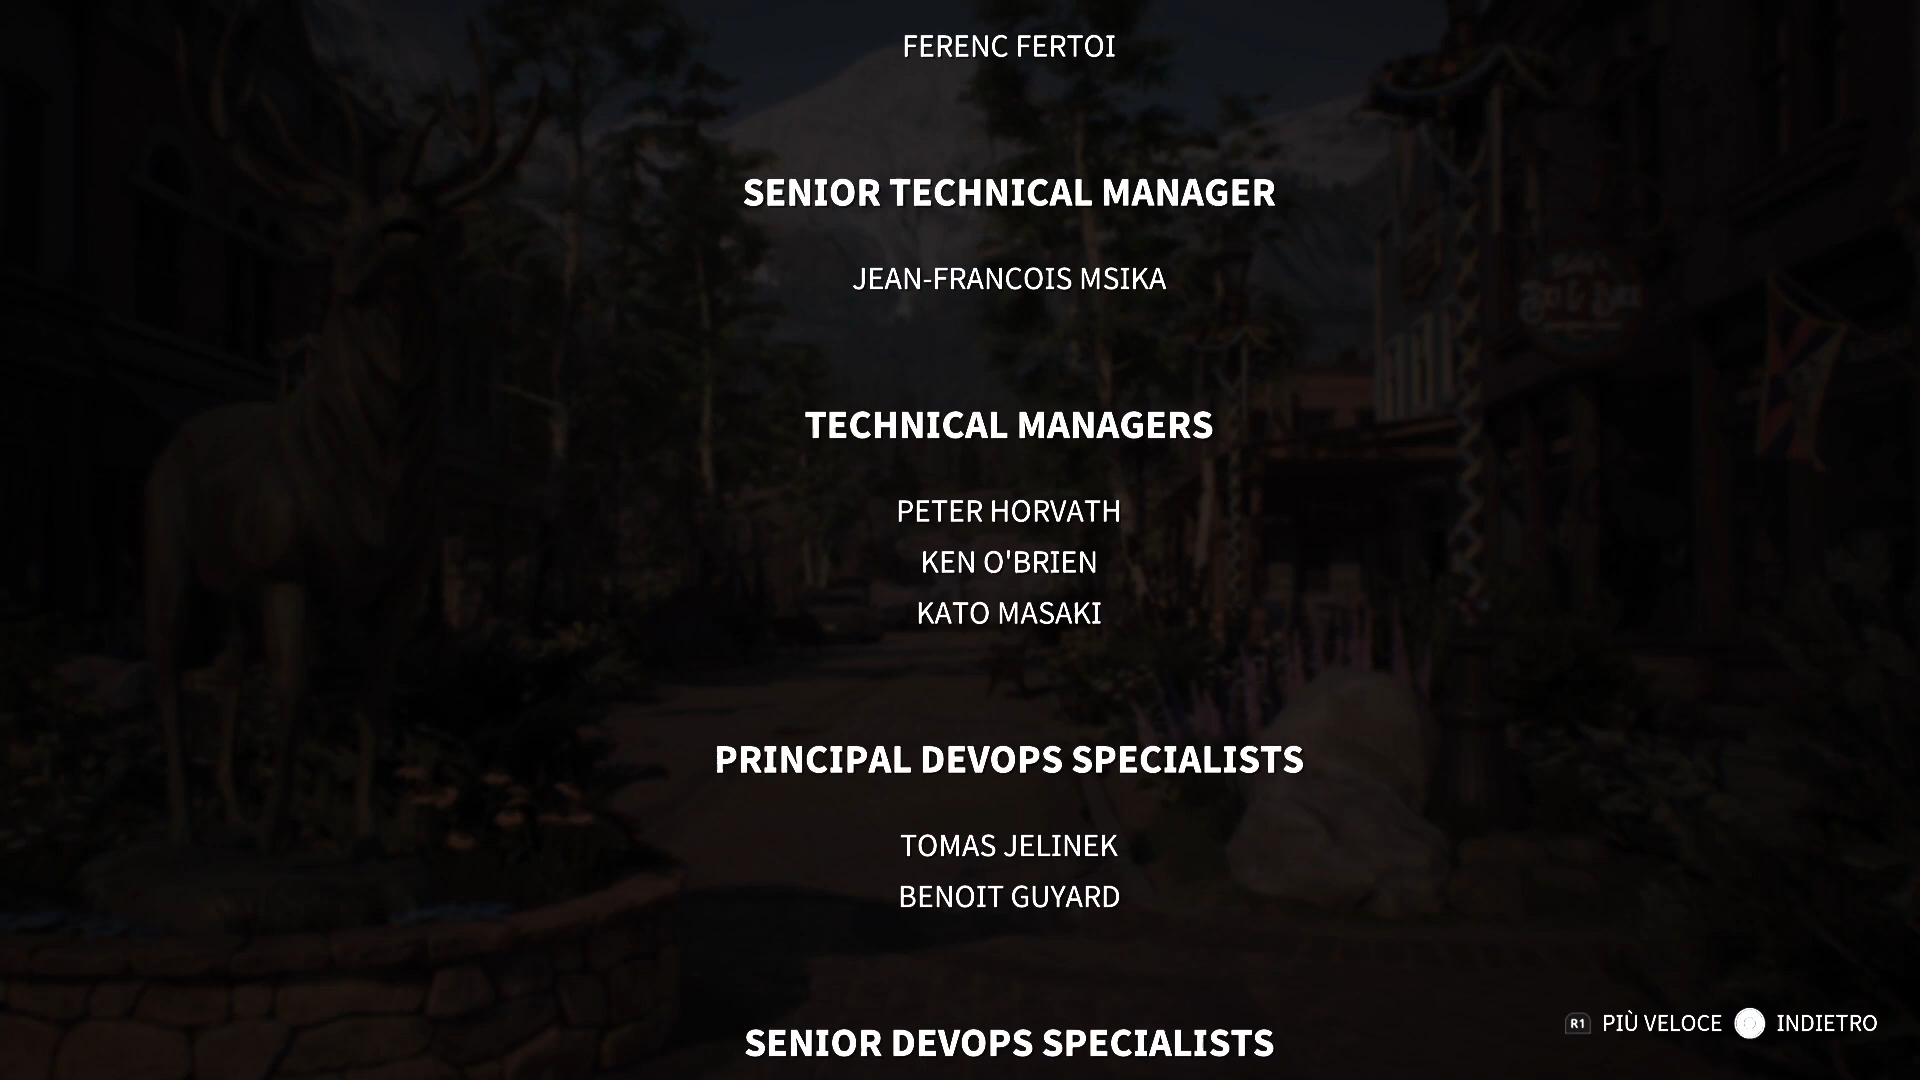 FERENC FERTOI
SENIOR TECHNICAL MANAGER
JEAN-FRANCOIS MSIKA
TECHNICAL MANAGERS
PETER HORVATH
KEN O'BRIEN
KATO MASAKI
PRINCIPAL DEVOPS SPECIALISTS
TOMAS JELINEK
BENOIT GUYARD
SENIOR DEVOPS SPECIALISTS
R1 PIÙ VELOCE INDIETRO